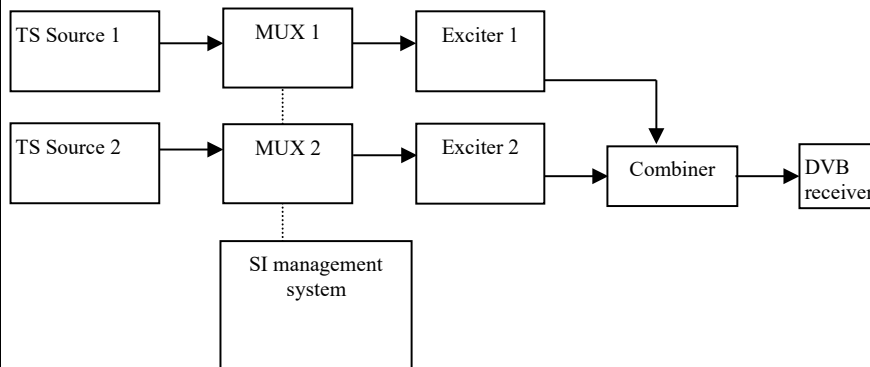 TS Source 1
MUX 1
Exciter 1
TS Source 2
MUX 2
Exciter 2
Combiner
DVB
receiver
SI management
system